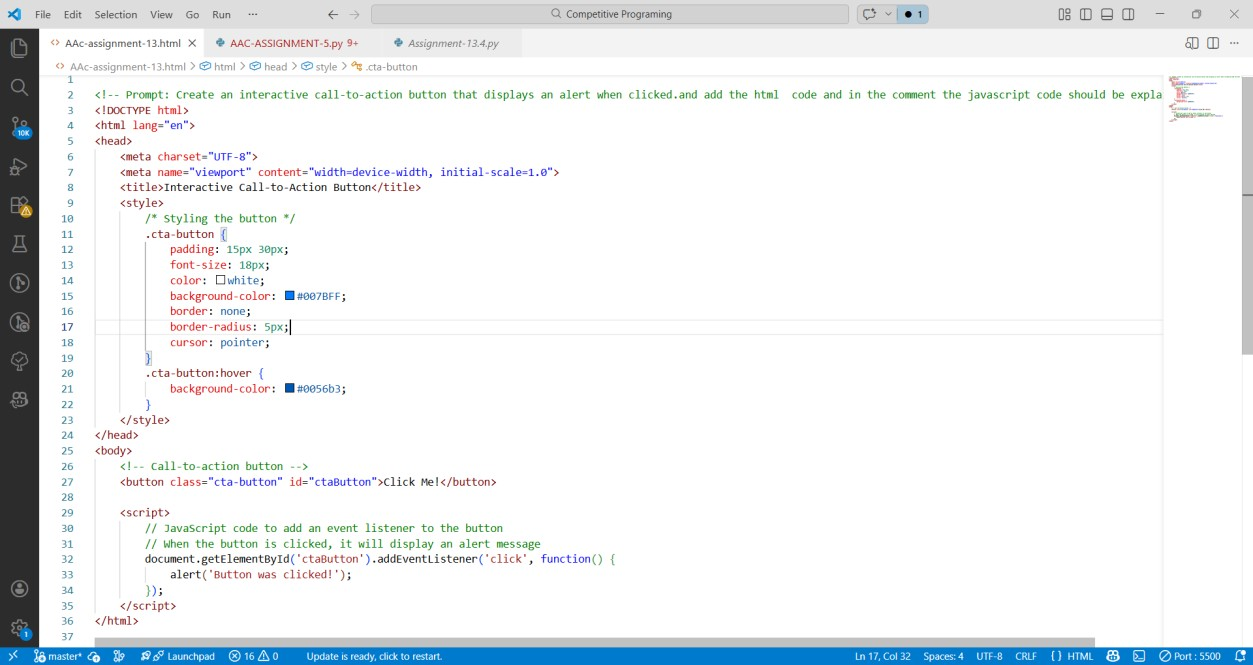 File Edit Selection View Go Run ··· Competitive Programing 1
AAc-assignment-13.html AAC-ASSIGNMENT-5.py 9+ Assignment-13.4.py
AAc-assignment-13.html > html > head > style > .cta-button
1
2 <!-- Prompt: Create an interactive call-to-action button that displays an alert when clicked.and add the html  code and in the comment the javascript code should be expla
3 <!DOCTYPE html>
4 <html lang="en">
5 <head>
6 <meta charset="UTF-8">
7 <meta name="viewport" content="width=device-width, initial-scale=1.0">
8 <title>Interactive Call-to-Action Button</title>
9 <style>
10 /* Styling the button */
11 .cta-button {
12 padding: 15px 30px;
13 font-size: 18px;
14 color: white;
15 background-color: #007BFF;
16 border: none;
17 border-radius: 5px;
18 cursor: pointer;
19 }
20 .cta-button:hover {
21 background-color: #0056b3;
22 }
23 </style>
24 </head>
25 <body>
26 <!-- Call-to-action button -->
27 <button class="cta-button" id="ctaButton">Click Me!</button>
28
29 <script>
30 // JavaScript code to add an event listener to the button
31 // When the button is clicked, it will display an alert message
32 document.getElementById('ctaButton').addEventListener('click', function() {
33 alert('Button was clicked!');
34 });
35 </script>
36 </html>
37
10K
1
master* Launchpad 16 0 Update is ready, click to restart. Ln 17, Col 32 Spaces: 4 UTF-8 CRLF { } HTML Port : 5500